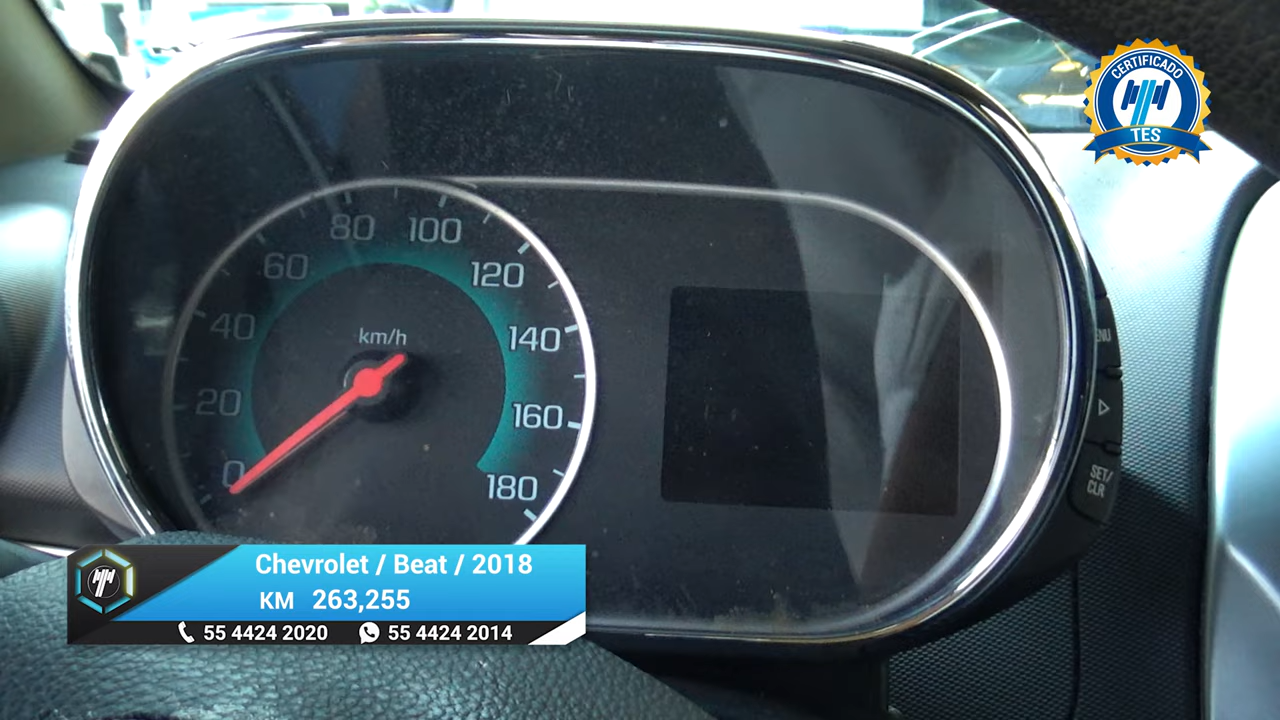 CERTIFICADO
TES
80
100
60
120
km/h
40
140
20
160
0
180
SET/
CLR
Chevrolet / Beat / 2018
KM 263,255
55 4424 2020 55 4424 2014